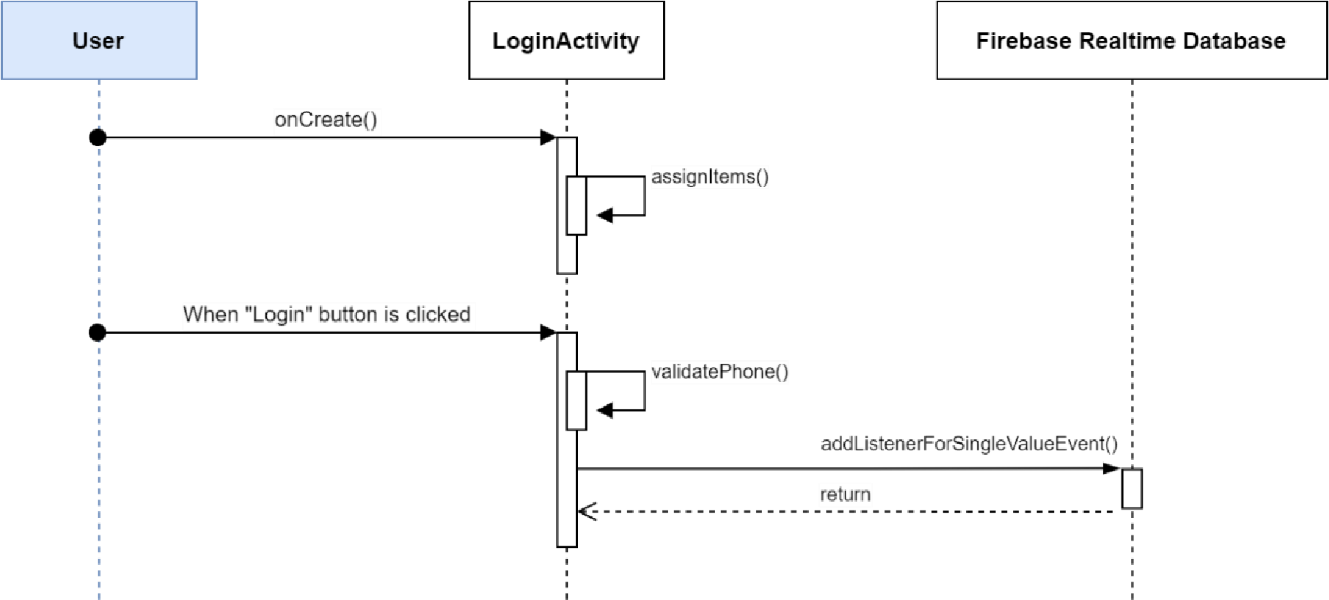 User
LoginActivity
Firebase Realtime Database
onCreate()
assignItems()
When "Login" button is clicked
validatePhone()
addListenerForSingleValueEvent()
return